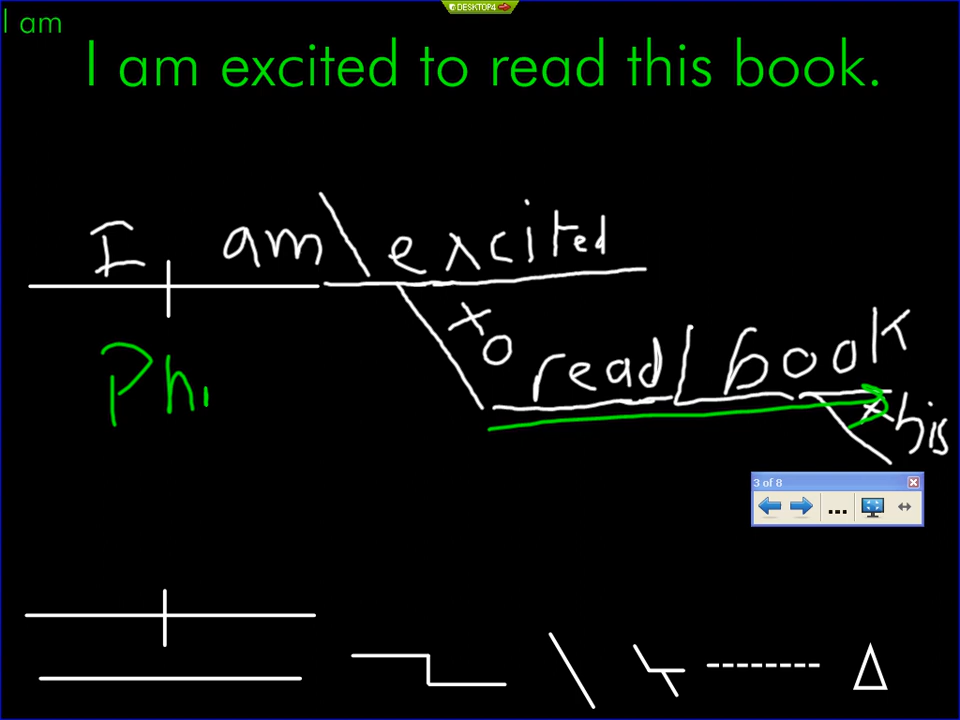 DESKTOP4
I am
I am excited to read this book.
I am excited
to read book
this
Phi
3 of 8
...